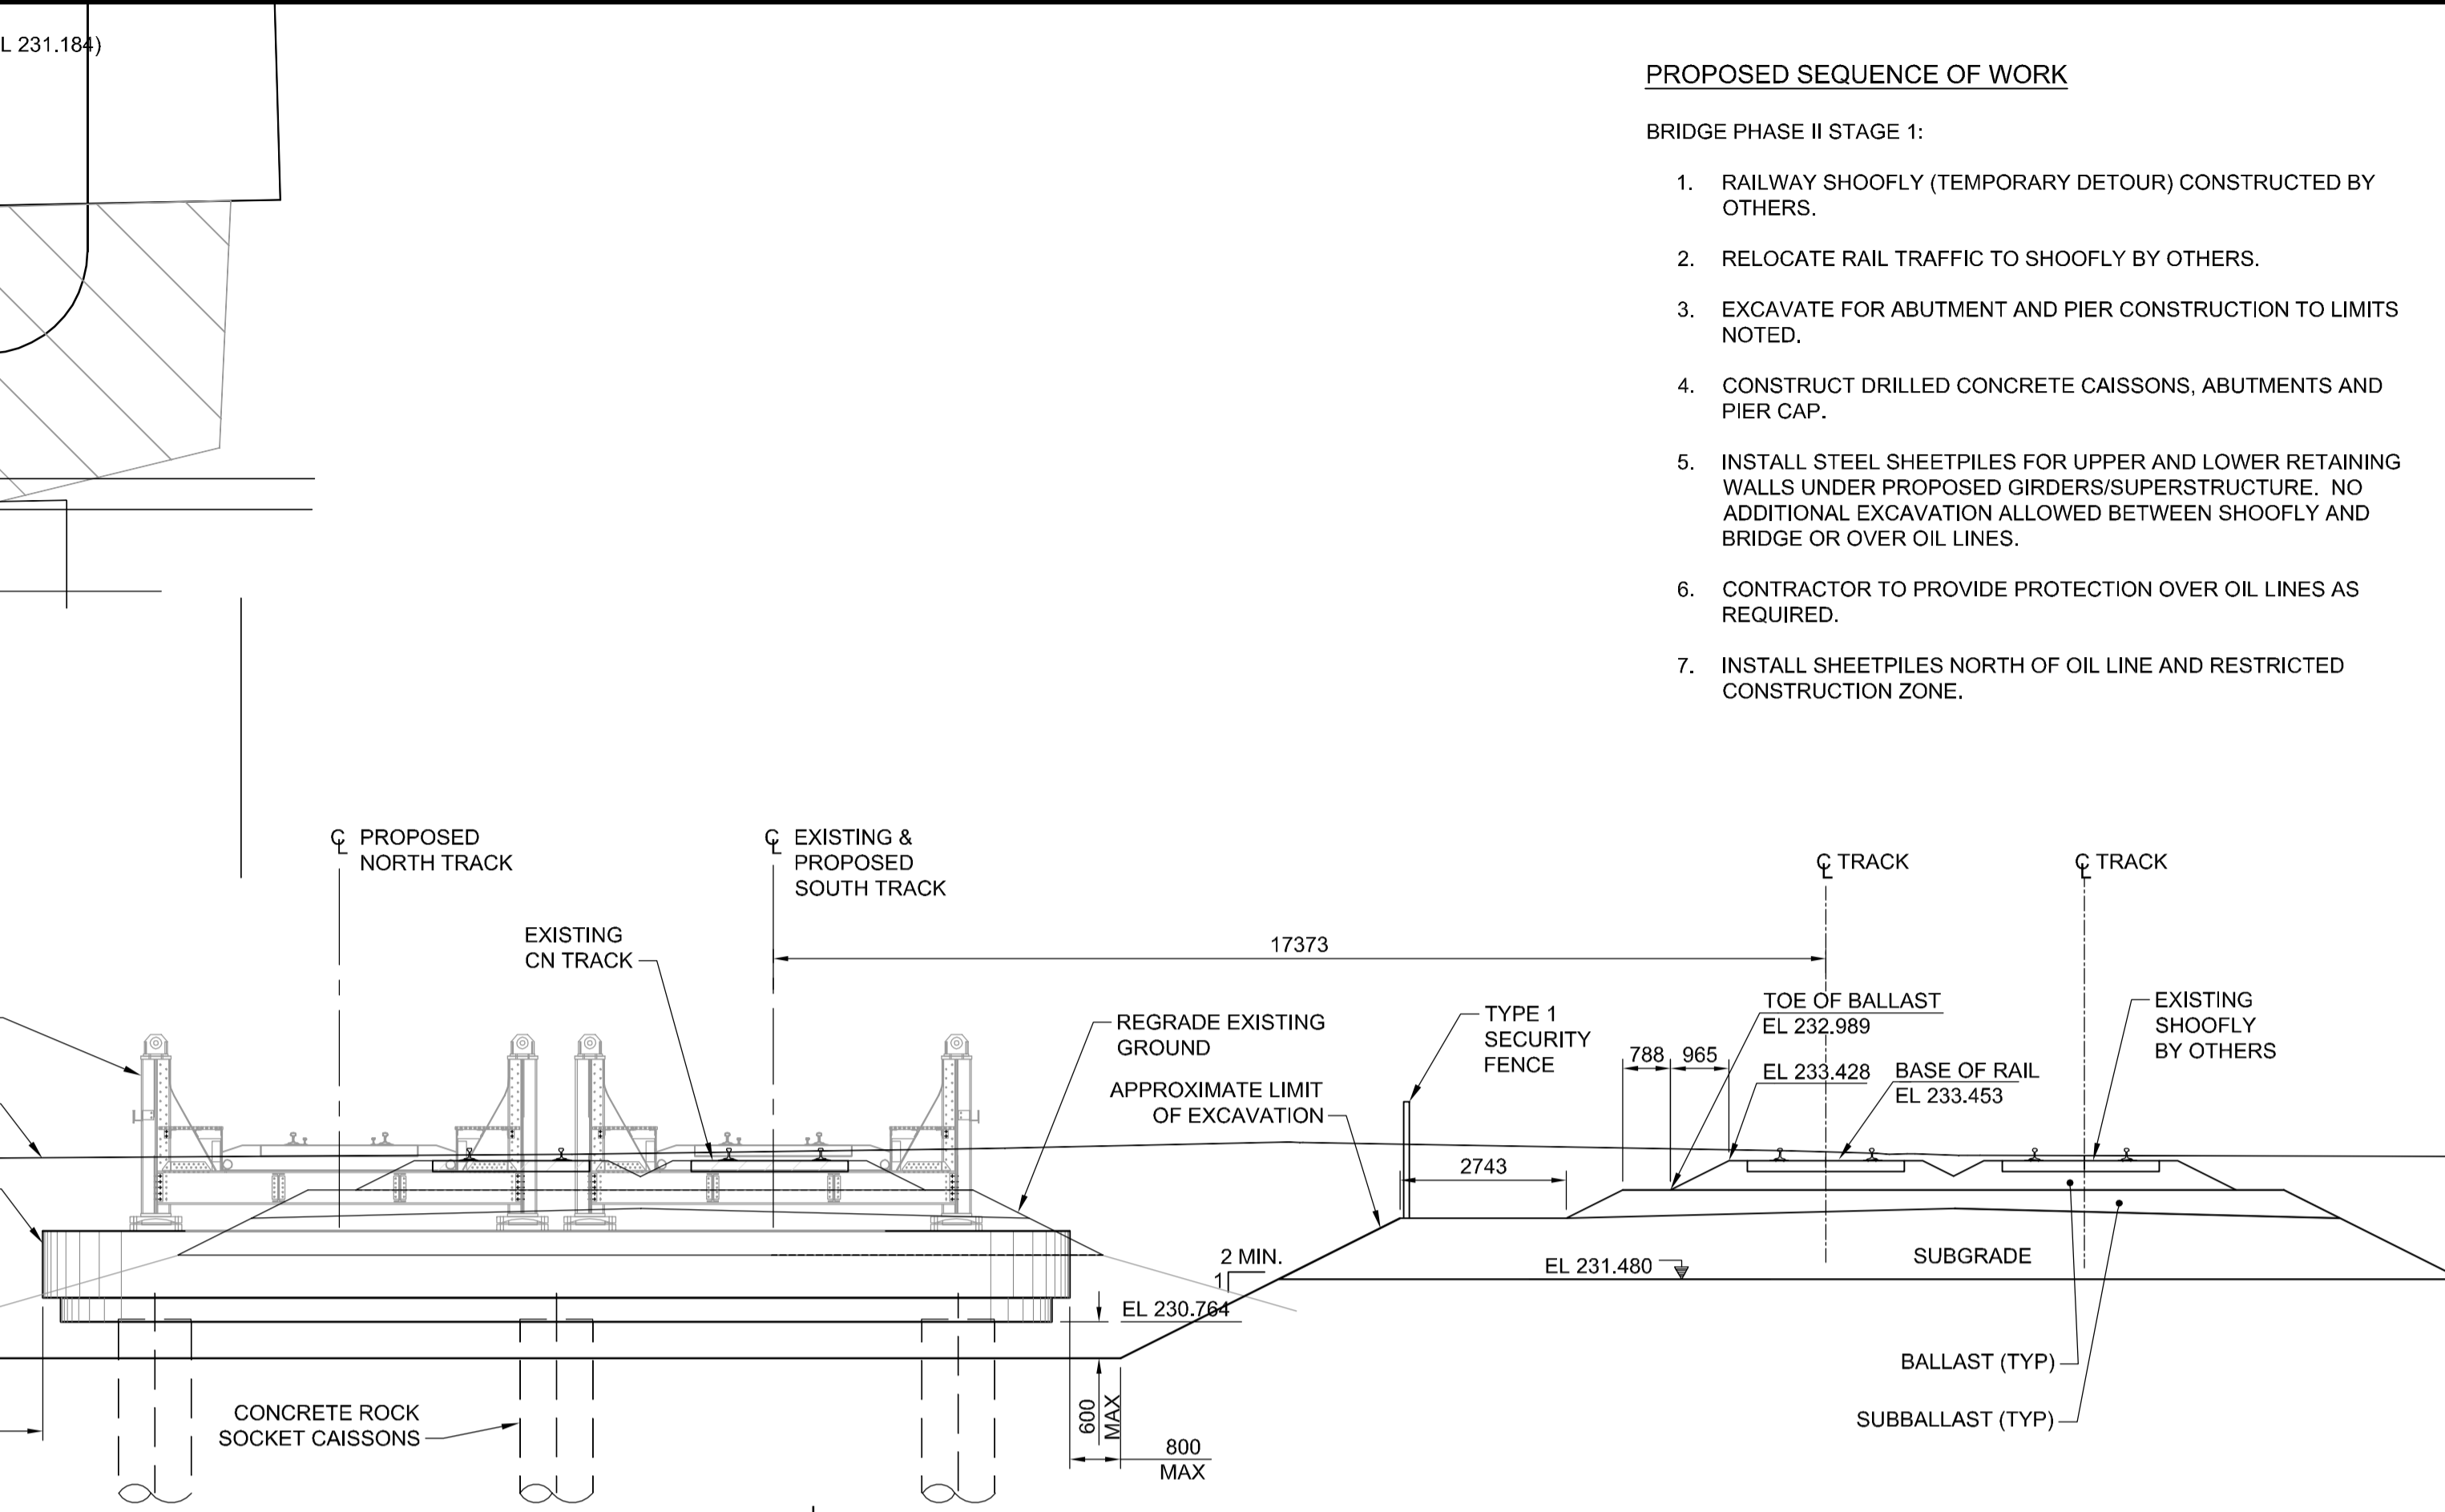 L 231.184)
PROPOSED SEQUENCE OF WORK
BRIDGE PHASE II STAGE 1:
1. RAILWAY SHOOFLY (TEMPORARY DETOUR) CONSTRUCTED BY
OTHERS.
2. RELOCATE RAIL TRAFFIC TO SHOOFLY BY OTHERS.
3. EXCAVATE FOR ABUTMENT AND PIER CONSTRUCTION TO LIMITS
NOTED.
4. CONSTRUCT DRILLED CONCRETE CAISSONS, ABUTMENTS AND
PIER CAP.
5. INSTALL STEEL SHEETPILES FOR UPPER AND LOWER RETAINING
WALLS UNDER PROPOSED GIRDERS/SUPERSTRUCTURE. NO
ADDITIONAL EXCAVATION ALLOWED BETWEEN SHOOFLY AND
BRIDGE OR OVER OIL LINES.
6. CONTRACTOR TO PROVIDE PROTECTION OVER OIL LINES AS
REQUIRED.
7. INSTALL SHEETPILES NORTH OF OIL LINE AND RESTRICTED
CONSTRUCTION ZONE.
℄ PROPOSED
NORTH TRACK
℄ EXISTING &
PROPOSED
SOUTH TRACK
℄ TRACK
℄ TRACK
EXISTING
CN TRACK
17373
REGRADE EXISTING
GROUND
APPROXIMATE LIMIT
OF EXCAVATION
TYPE 1
SECURITY
FENCE
788
965
TOE OF BALLAST
EL 232.989
EL 233.428
BASE OF RAIL
EL 233.453
EXISTING
SHOOFLY
BY OTHERS
2743
2 MIN.
1
EL 231.480
SUBGRADE
EL 230.764
BALLAST (TYP)
SUBBALLAST (TYP)
CONCRETE ROCK
SOCKET CAISSONS
600
MAX
800
MAX